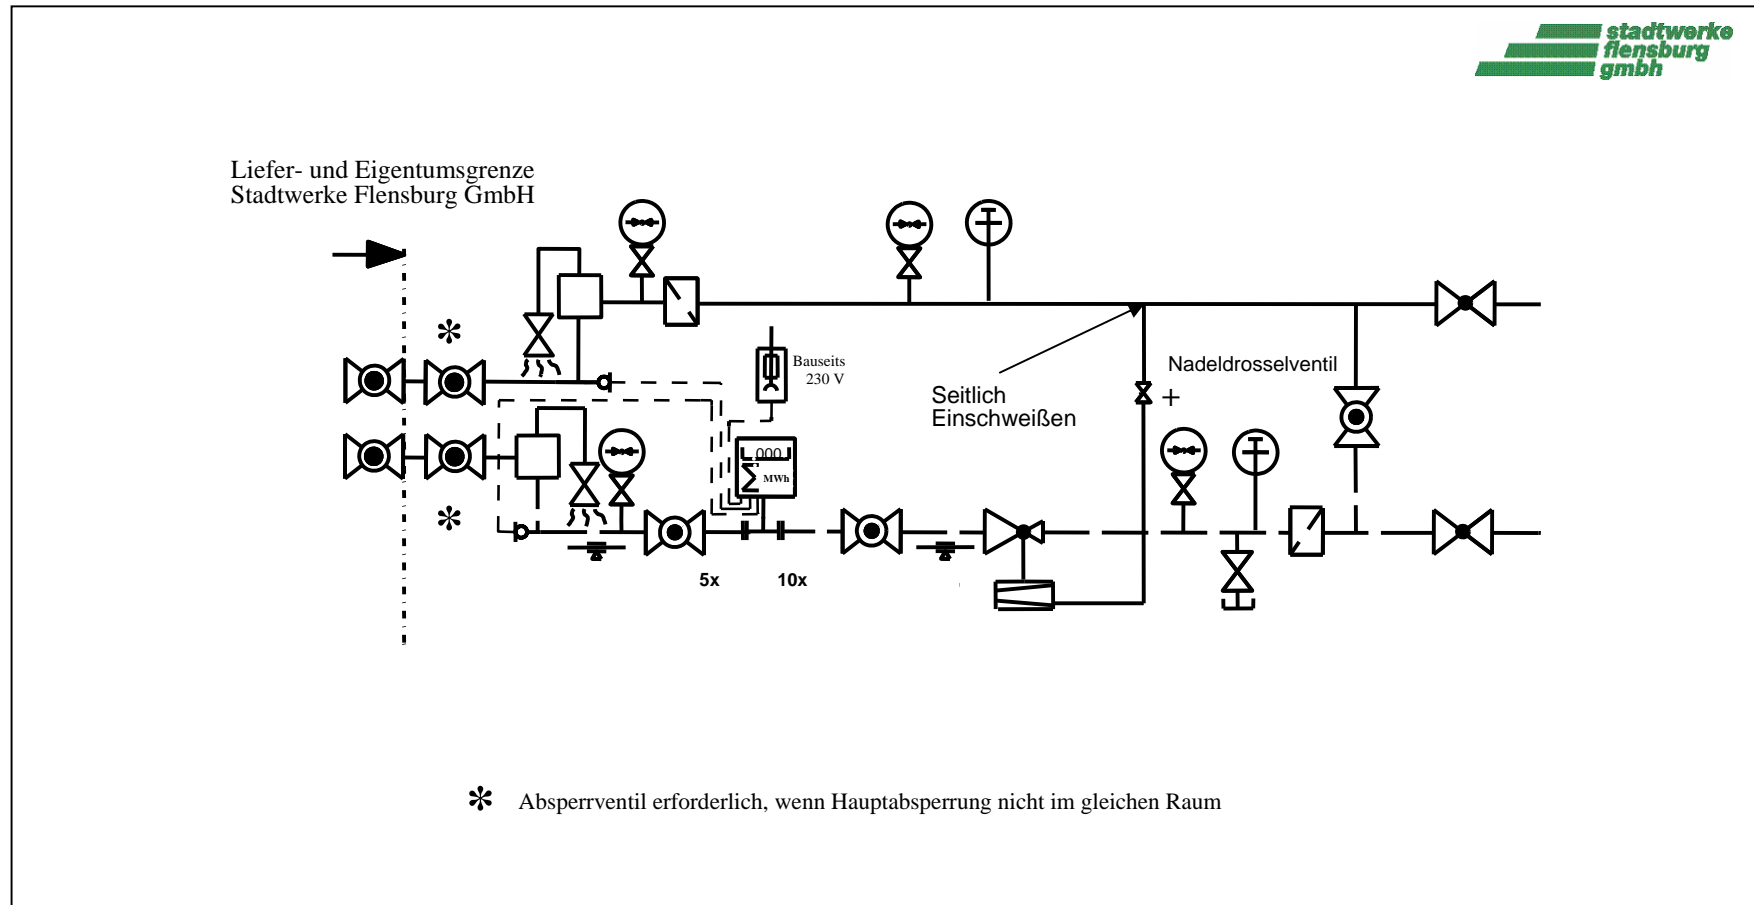 stadtwerke
flensburg
gmbh
Liefer- und Eigentumsgrenze
Stadtwerke Flensburg GmbH
Bauseits
230 V
Nadeldrosselventil
Seitlich
Einschweißen
+
000
MWh
5x
10x
* Absperrventil erforderlich, wenn Hauptabsperrung nicht im gleichen Raum